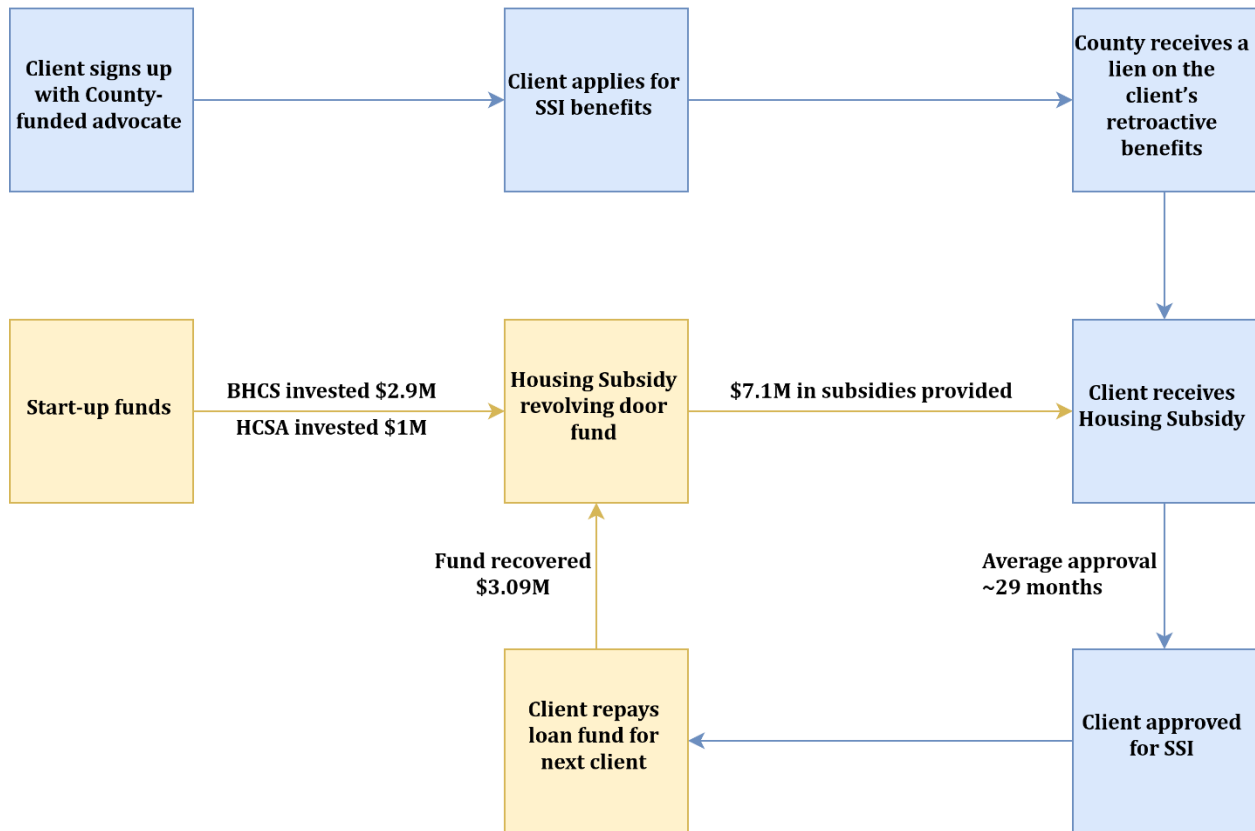 Client signs up
with County-
funded advocate
Client applies for
SSI benefits
County receives a
lien on the
client's
retroactive
benefits
Start-up funds
BHCS invested $2.9M
HCSA invested $1M
Housing Subsidy
revolving door
fund
$7.1M in subsidies provided
Client receives
Housing Subsidy
Fund recovered
$3.09M
Average approval
~29 months
Client repays
loan fund for
next client
Client approved
for SSI